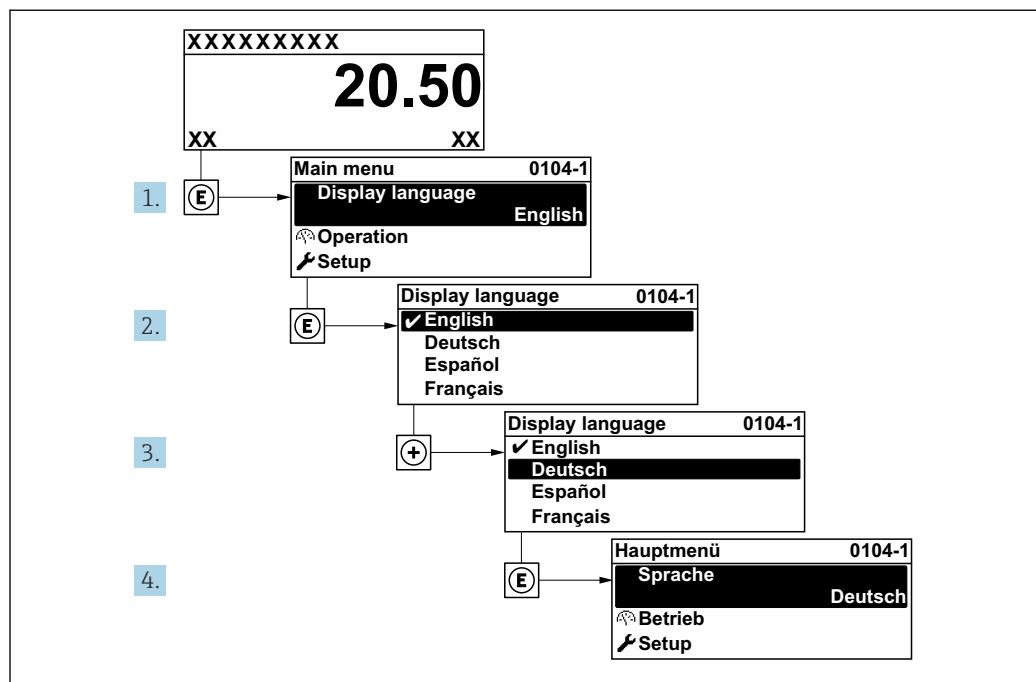 XXXXXXXXX
20.50
XX XX
1. E
Main menu 0104-1
Display language
English
Operation
Setup
2. E
Display language 0104-1
✔ English
Deutsch
Español
Français
3. +
Display language 0104-1
✔ English
Deutsch
Español
Français
4. E
Hauptmenü 0104-1
Sprache
Deutsch
Betrieb
Setup